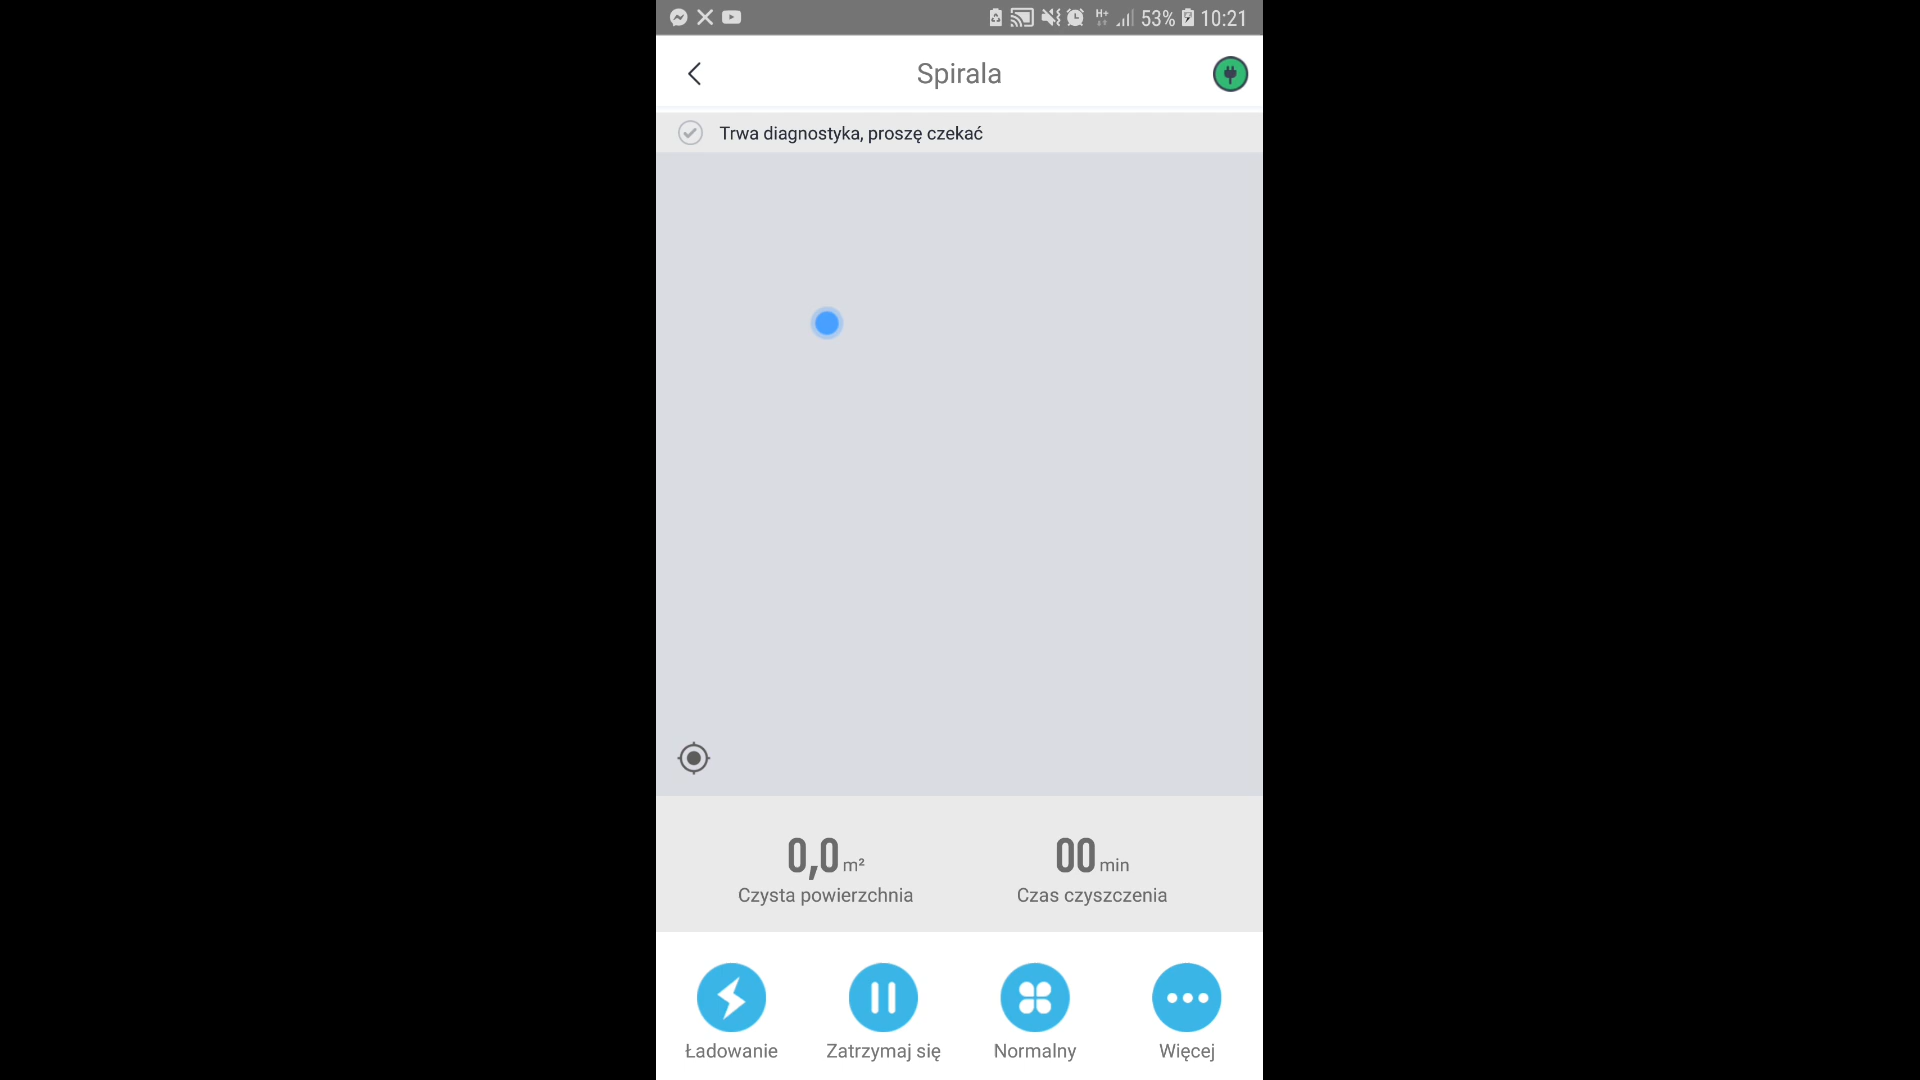 53% 10:21
Spirala
Trwa diagnostyka, proszę czekać
0,0 m² 00 min
Czysta powierzchnia Czas czyszczenia
Ładowanie Zatrzymaj się Normalny Więcej